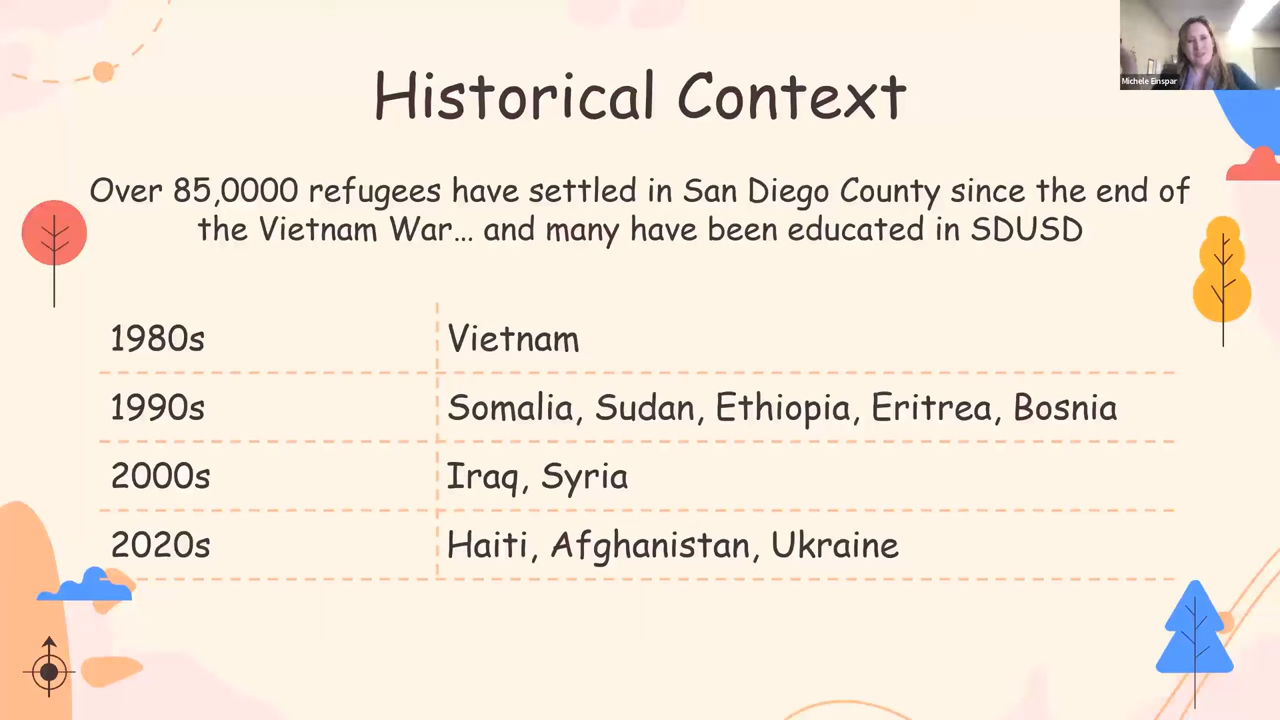 Michele Einspar
Historical Context
Over 85,0000 refugees have settled in San Diego County since the end of
the Vietnam War... and many have been educated in SDUSD
1980s Vietnam
1990s Somalia, Sudan, Ethiopia, Eritrea, Bosnia
2000s Iraq, Syria
2020s Haiti, Afghanistan, Ukraine